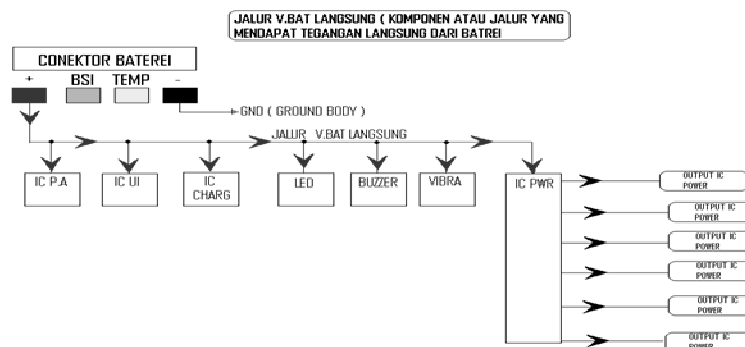 JALUR V.BAT LANGSUNG ( KOMPONEN ATAU JALUR YANG
MENDAPAT TEGANGAN LANGSUNG DARI BATREI
CONEKTOR BATEREI
+ BSI TEMP -
GND ( GROUND BODY )
JALUR V.BAT LANGSUNG
IC P.A
IC UI
IC
CHARG
LED
BUZZER
VIBRA
IC PWR
OUTPUT IC
POWER
OUTPUT IC
POWER
OUTPUT IC
POWER
OUTPUT IC
POWER
OUTPUT IC
POWER
OUTPUT IC
POWER